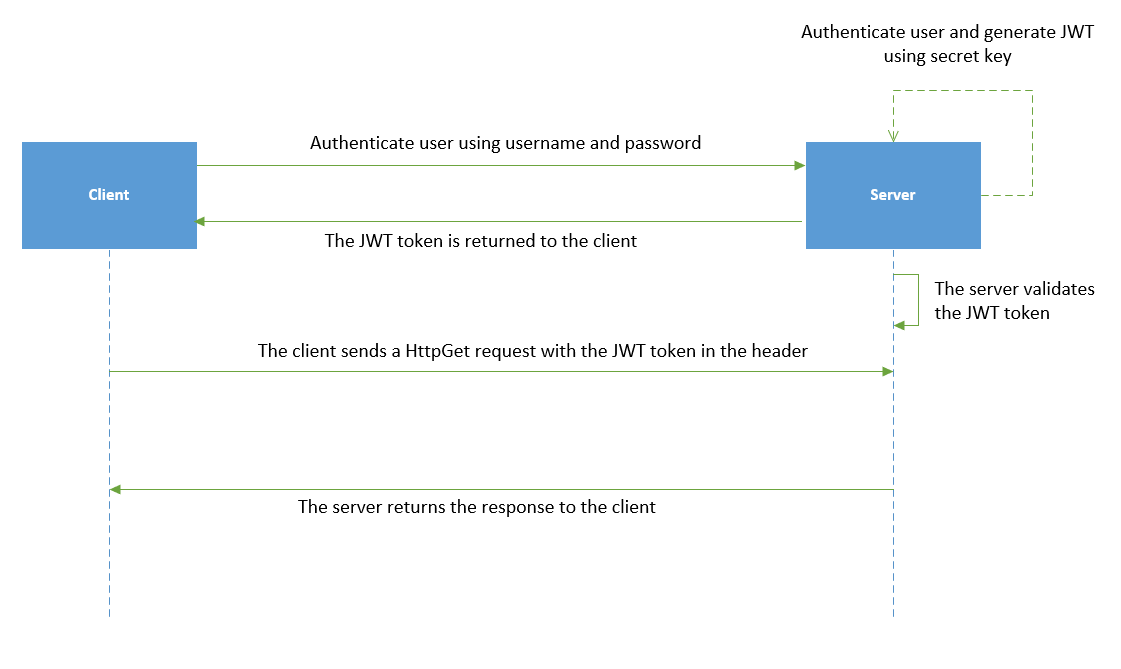 Authenticate user and generate JWT
using secret key
Authenticate user using username and password
Client
Server
The JWT token is returned to the client
The server validates
the JWT token
The client sends a HttpGet request with the JWT token in the header
The server returns the response to the client